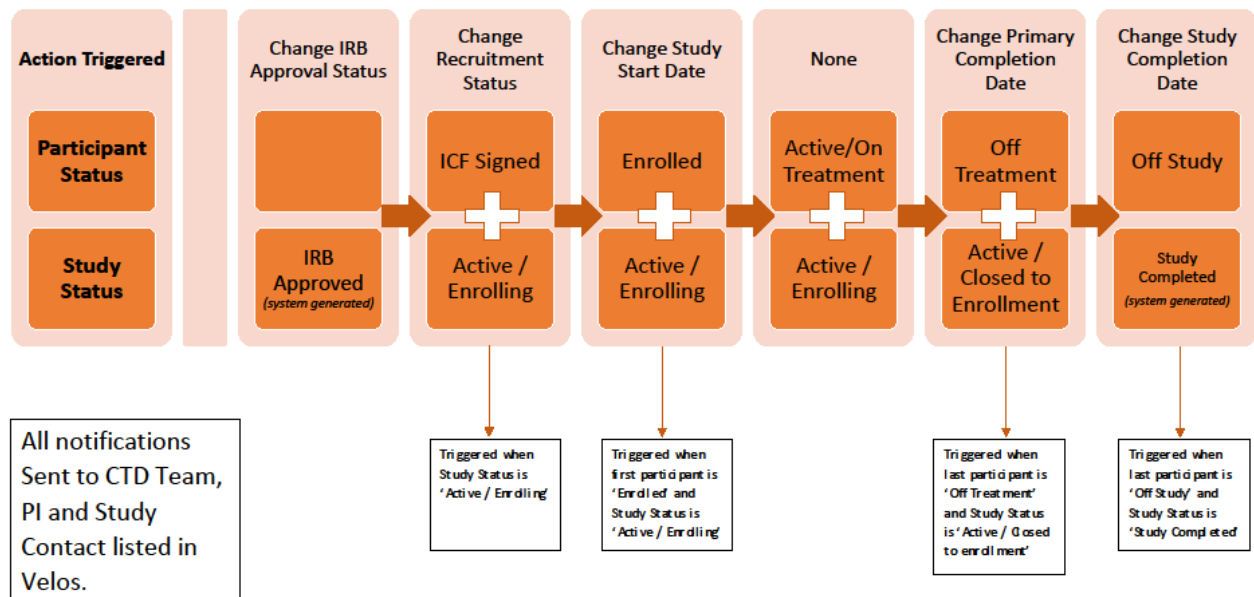 Action Triggered
Participant
Status
Study
Status
Change IRB
Approval Status
IRB
Approved
(system generated)
Change
Recruitment
Status
ICF Signed
Active /
Enrolling
Change Study
Start Date
Enrolled
Active /
Enrolling
None
Active/On
Treatment
Active /
Enrolling
Change Primary
Completion
Date
Off
Treatment
Active /
Closed to
Enrollment
Change Study
Completion
Date
Off Study
Study
Completed
(system generated)
All notifications
Sent to CTD Team,
PI and Study
Contact listed in
Velos.
Triggered when
Study Status is
‘Active / Enrolling’
Triggered when
first participant is
‘Enrolled’ and
Study Status is
‘Active / Enrolling’
Triggered when
last participant is
‘Off Treatment’
and Study Status
is ‘Active / Closed
to enrollment’
Triggered when
last participant is
‘Off Study’ and
Study Status is
‘Study Completed’